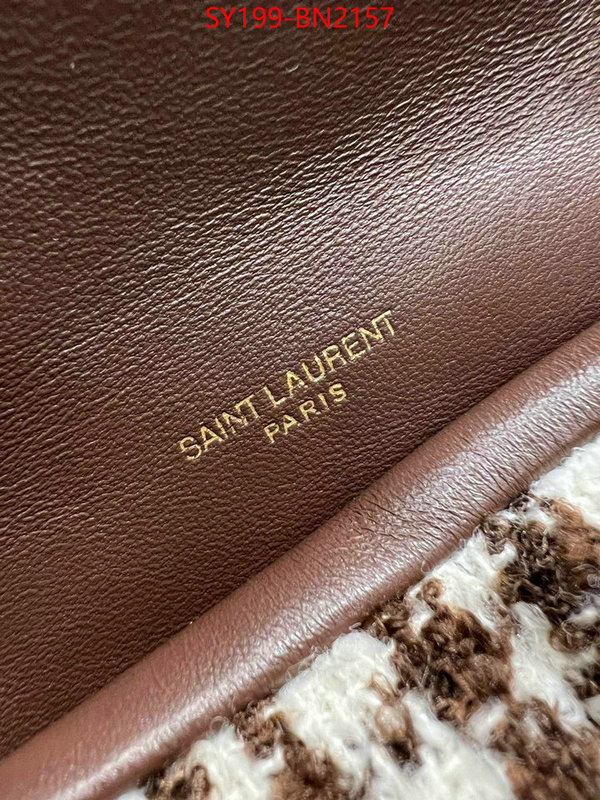 SY199-BN2157
SAINT LAURENT
PARIS